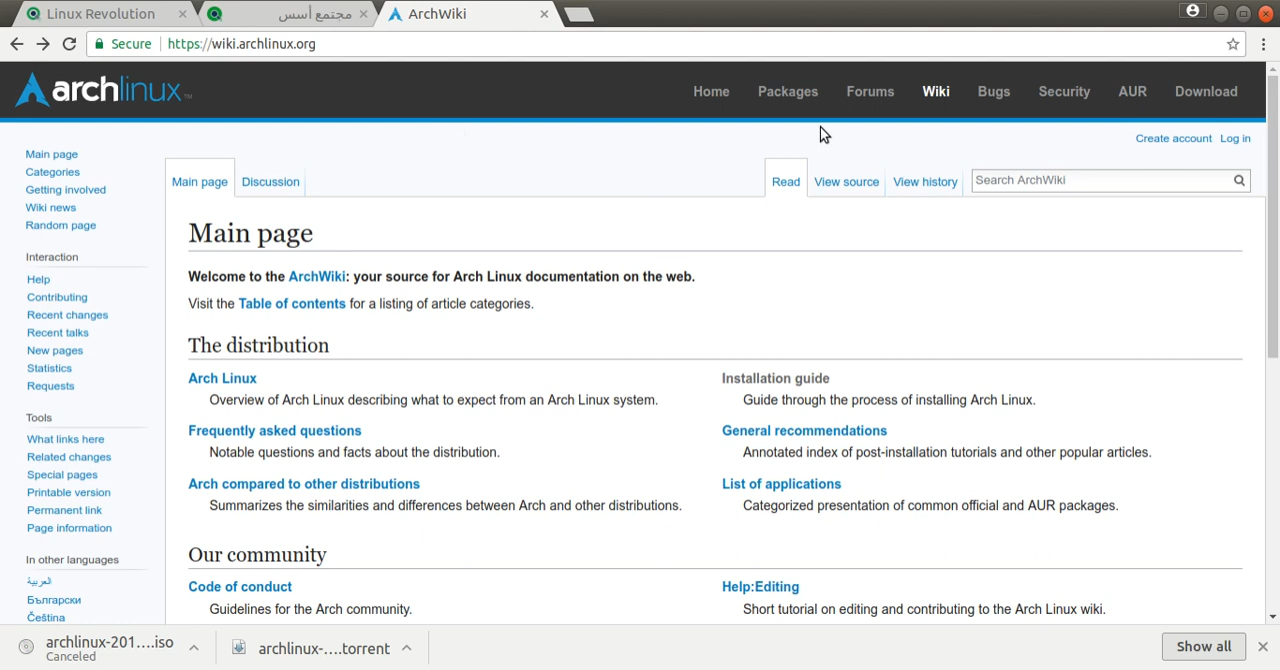 Linux Revolution
مجتمع أسس
ArchWiki
Secure
https://wiki.archlinux.org
archlinux™
Home
Packages
Forums
Wiki
Bugs
Security
AUR
Download
Create account
Log in
Main page
Categories
Getting involved
Wiki news
Random page
Interaction
Help
Contributing
Recent changes
Recent talks
New pages
Statistics
Requests
Tools
What links here
Related changes
Special pages
Printable version
Permanent link
Page information
In other languages
العربية
Български
Čeština
Main page
Discussion
Read
View source
View history
Search ArchWiki
Main page
Welcome to the ArchWiki: your source for Arch Linux documentation on the web.
Visit the Table of contents for a listing of article categories.
The distribution
Arch Linux
Overview of Arch Linux describing what to expect from an Arch Linux system.
Frequently asked questions
Notable questions and facts about the distribution.
Arch compared to other distributions
Summarizes the similarities and differences between Arch and other distributions.
Installation guide
Guide through the process of installing Arch Linux.
General recommendations
Annotated index of post-installation tutorials and other popular articles.
List of applications
Categorized presentation of common official and AUR packages.
Our community
Code of conduct
Guidelines for the Arch community.
Help:Editing
Short tutorial on editing and contributing to the Arch Linux wiki.
archlinux-201....iso
Canceled
archlinux-....torrent
Show all